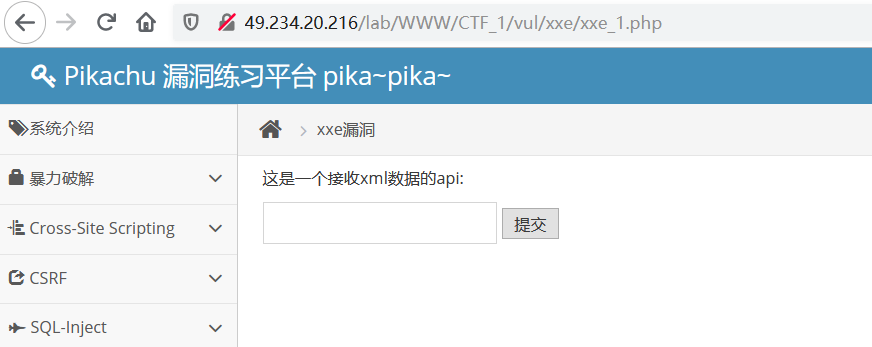 49.234.20.216/lab/WWW/CTF_1/vul/xxe/xxe_1.php
Pikachu 漏洞练习平台 pika~pika~
系统介绍
暴力破解
Cross-Site Scripting
CSRF
SQL-Inject
xxe漏洞
这是一个接收xml数据的api:
提交